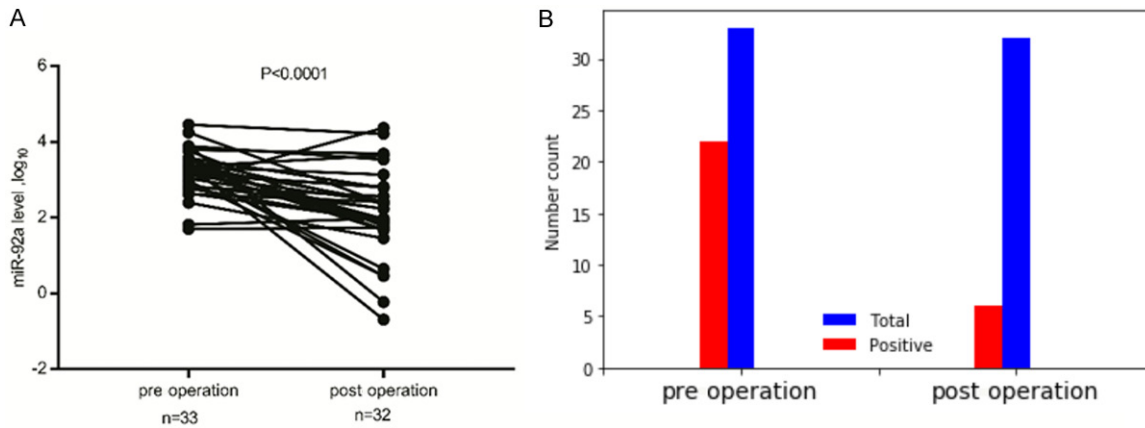 A
P<0.0001
miR-92a level ,log10
6
4
2
0
-2
pre operation
post operation
n=33
n=32
B
Number count
30
25
20
15
10
5
0
Total
Positive
pre operation
post operation